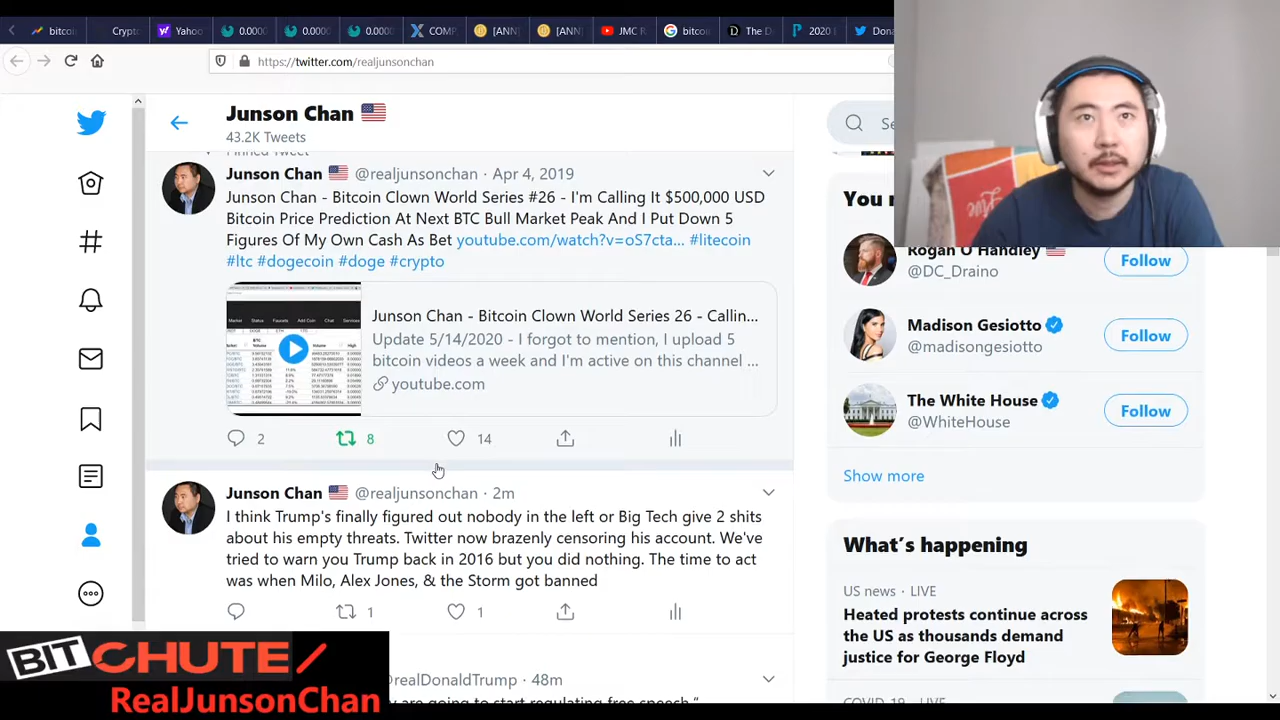 bitcoi
Crypto
Yahoo
0.0000
0.0000
0.0000
COMP
[ANN]
[ANN]
JMC R
bitco
The D
2020 I
Dona
https://twitter.com/realjunsonchan
Junson Chan
43.2K Tweets
Pinned Tweet
Junson Chan @realjunsonchan · Apr 4, 2019
Junson Chan - Bitcoin Clown World Series #26 - I'm Calling It $500,000 USD
Bitcoin Price Prediction At Next BTC Bull Market Peak And I Put Down 5
Figures Of My Own Cash As Bet youtube.com/watch?v=oS7cta... #litecoin
#ltc #dogecoin #doge #crypto
Junson Chan - Bitcoin Clown World Series 26 - Callin...
Update 5/14/2020 - I forgot to mention, I upload 5
bitcoin videos a week and I'm active on this channel ...
youtube.com
2 8 14
Junson Chan @realjunsonchan · 2m
I think Trump's finally figured out nobody in the left or Big Tech give 2 shits
about his empty threats. Twitter now brazenly censoring his account. We've
tried to warn you Trump back in 2016 but you did nothing. The time to act
was when Milo, Alex Jones, & the Storm got banned
1 1
@realDonaldTrump · 48m
are going to start regulating free speech."
BITCHUTE/
RealJunsonChan
Se
You m
Rogan O'Handley
@DC_Draino
Follow
Madison Gesiotto
@madisongesiotto
Follow
The White House
@WhiteHouse
Follow
Show more
What's happening
US news · LIVE
Heated protests continue across
the US as thousands demand
justice for George Floyd
COVID-19 · LIVE